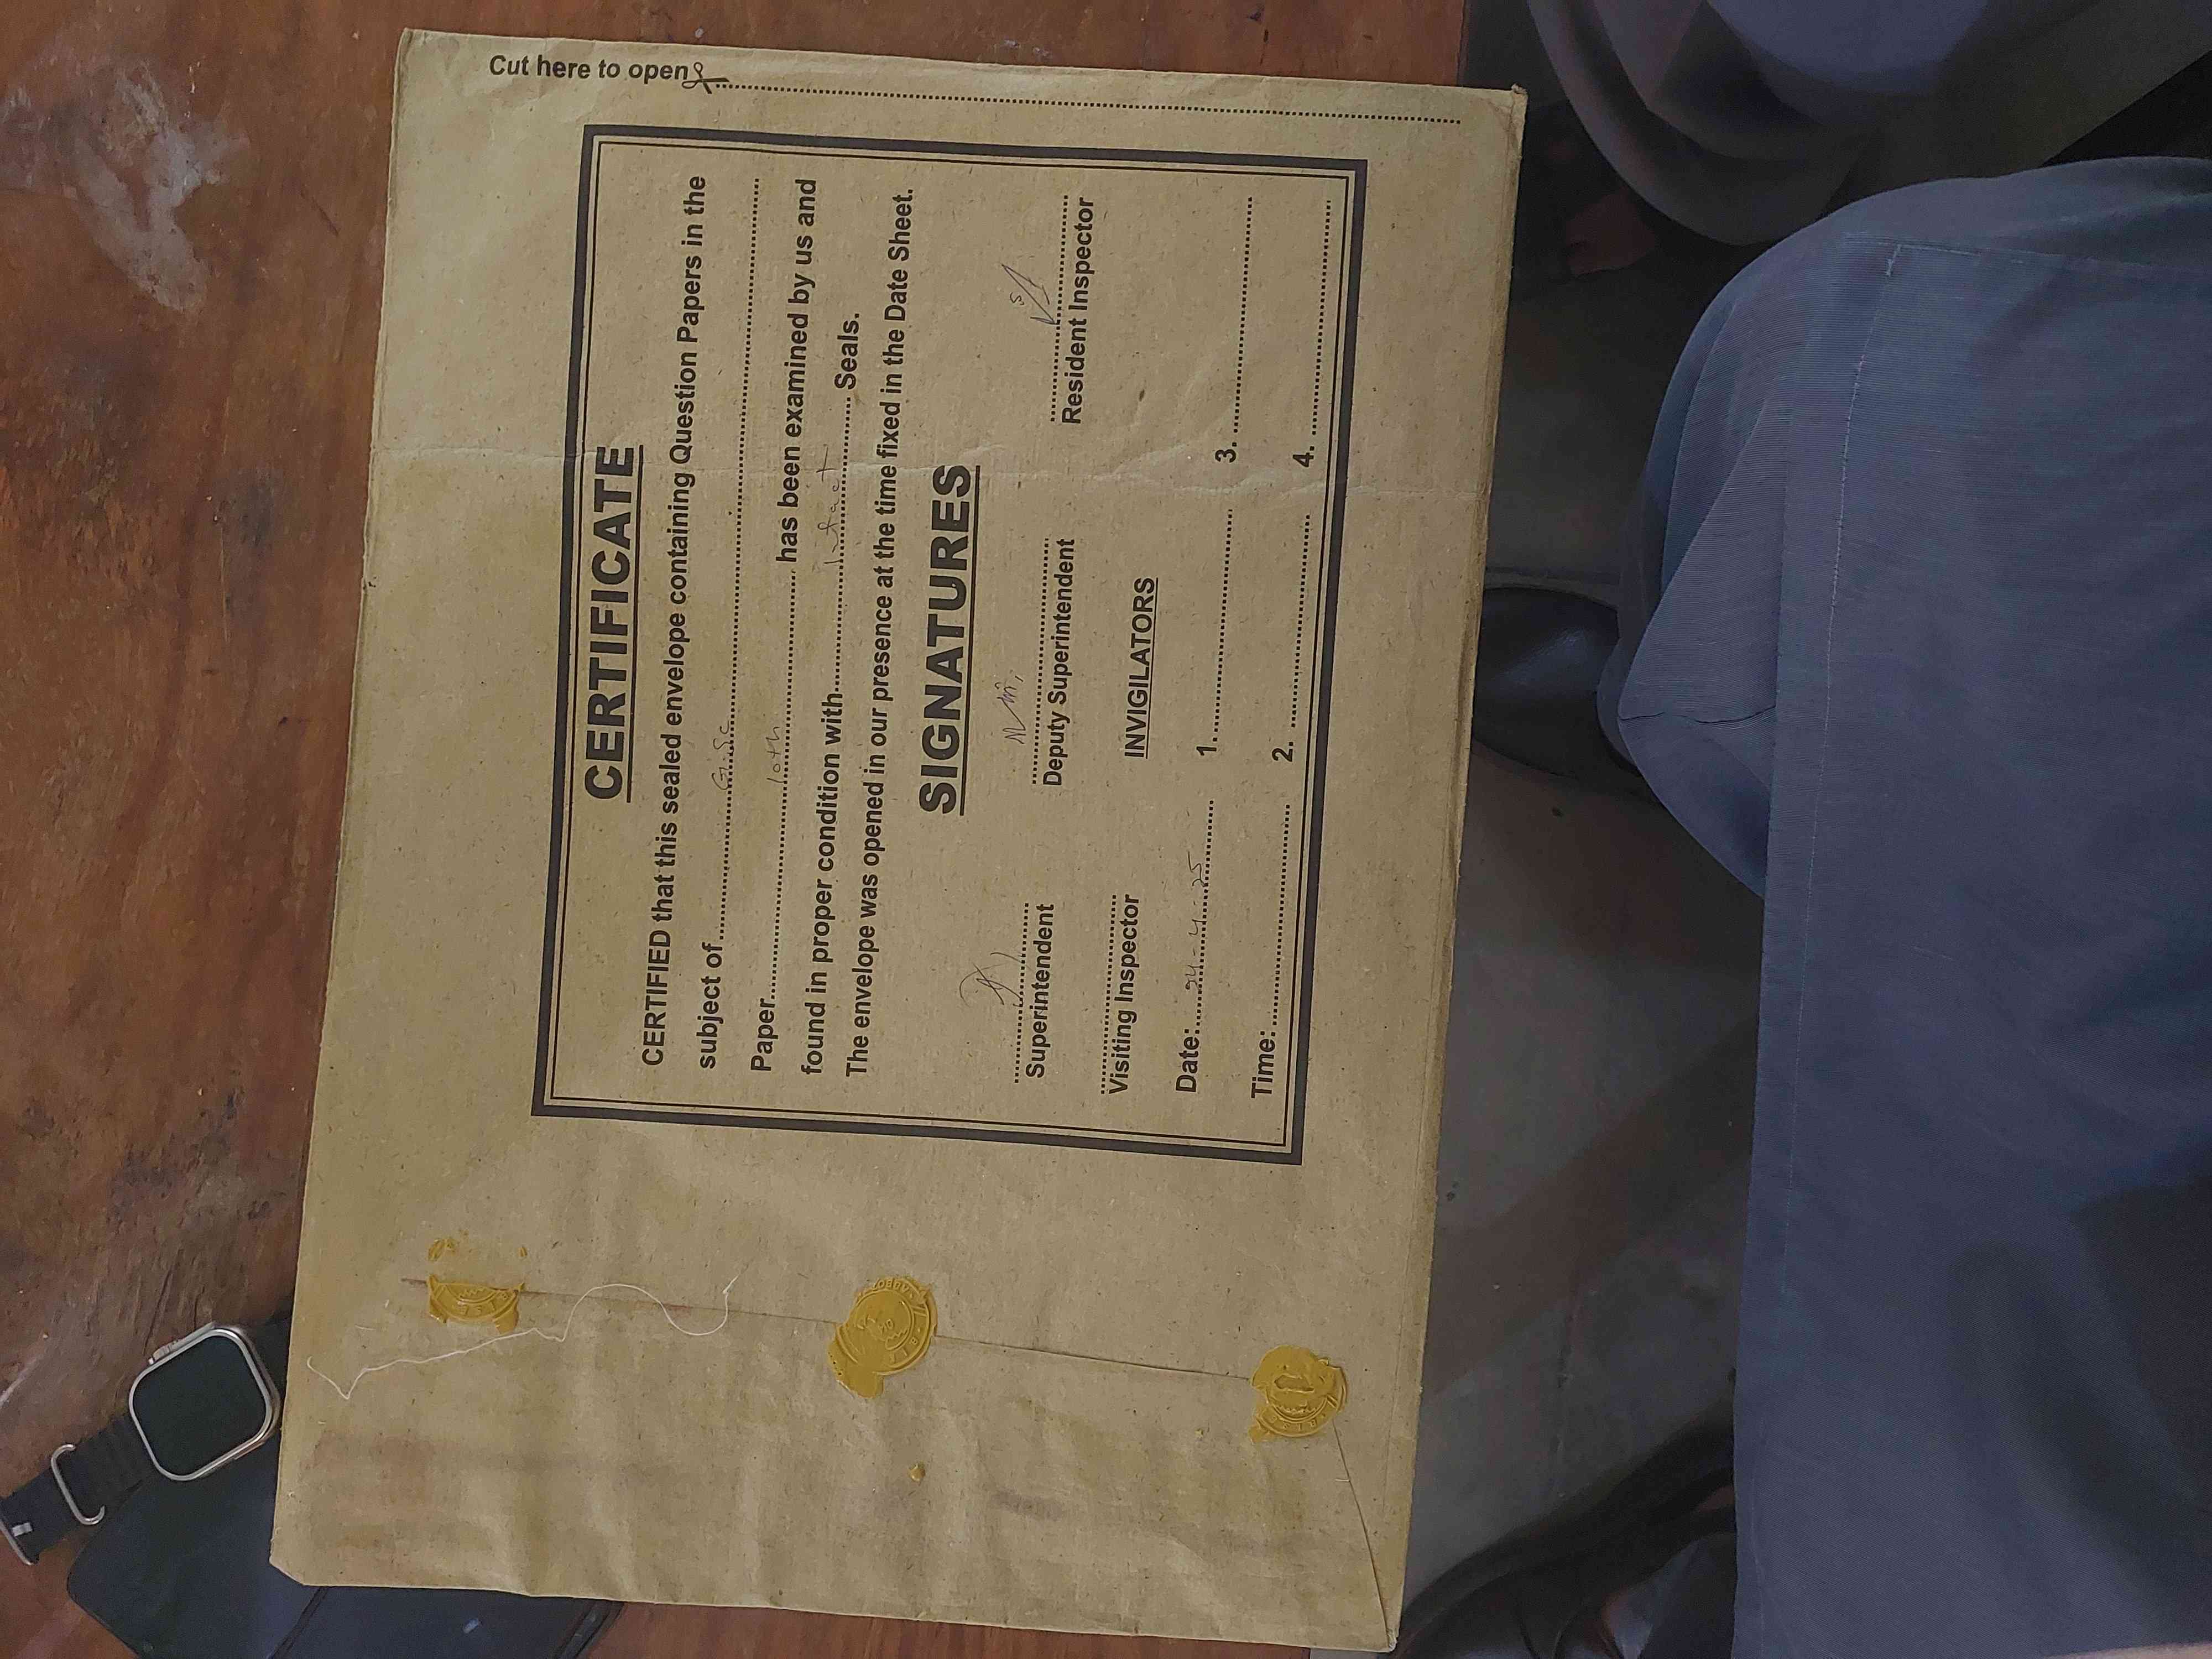 Cut here to open
CERTIFICATE
CERTIFIED that this sealed envelope containing Question Papers in the
subject of G.Sc
Paper 10th has been examined by us and
found in proper condition with Intact Seals.
The envelope was opened in our presence at the time fixed in the Date Sheet.
SIGNATURES
Superintendent Deputy Superintendent Resident Inspector
Visiting Inspector INVIGILATORS
Date: 24-4-25 1. 3.
Time: 2. 4.